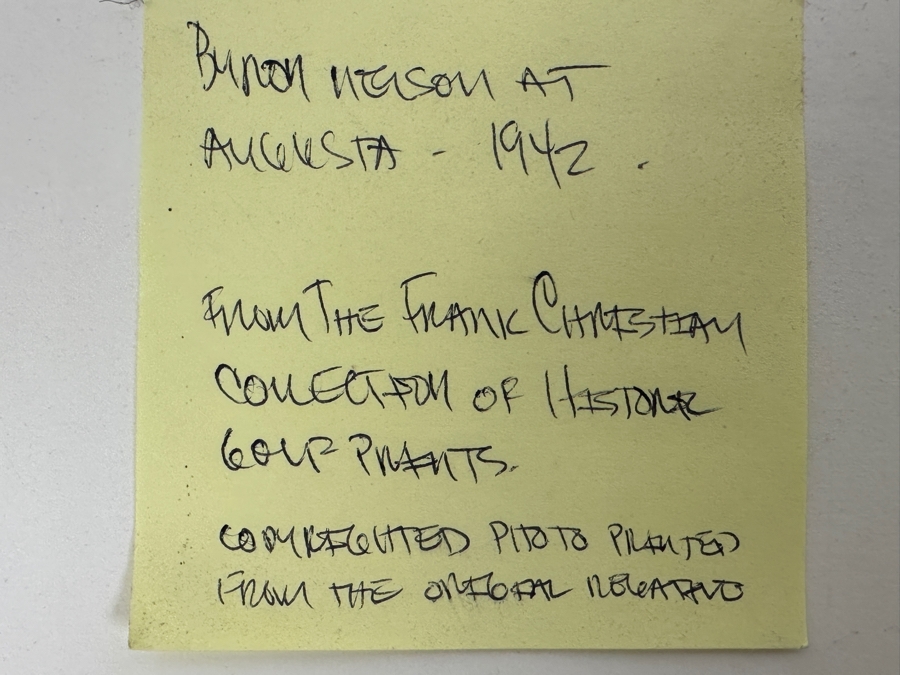 BYRON NELSON AT
AUGUSTA - 1942.
FROM THE FRANK CHRISTIAN
COLLECTION OF HISTORIC
GOLF PRINTS.
COPYRIGHTED PHOTO PRINTED
FROM THE ORIGINAL NEGATIVE